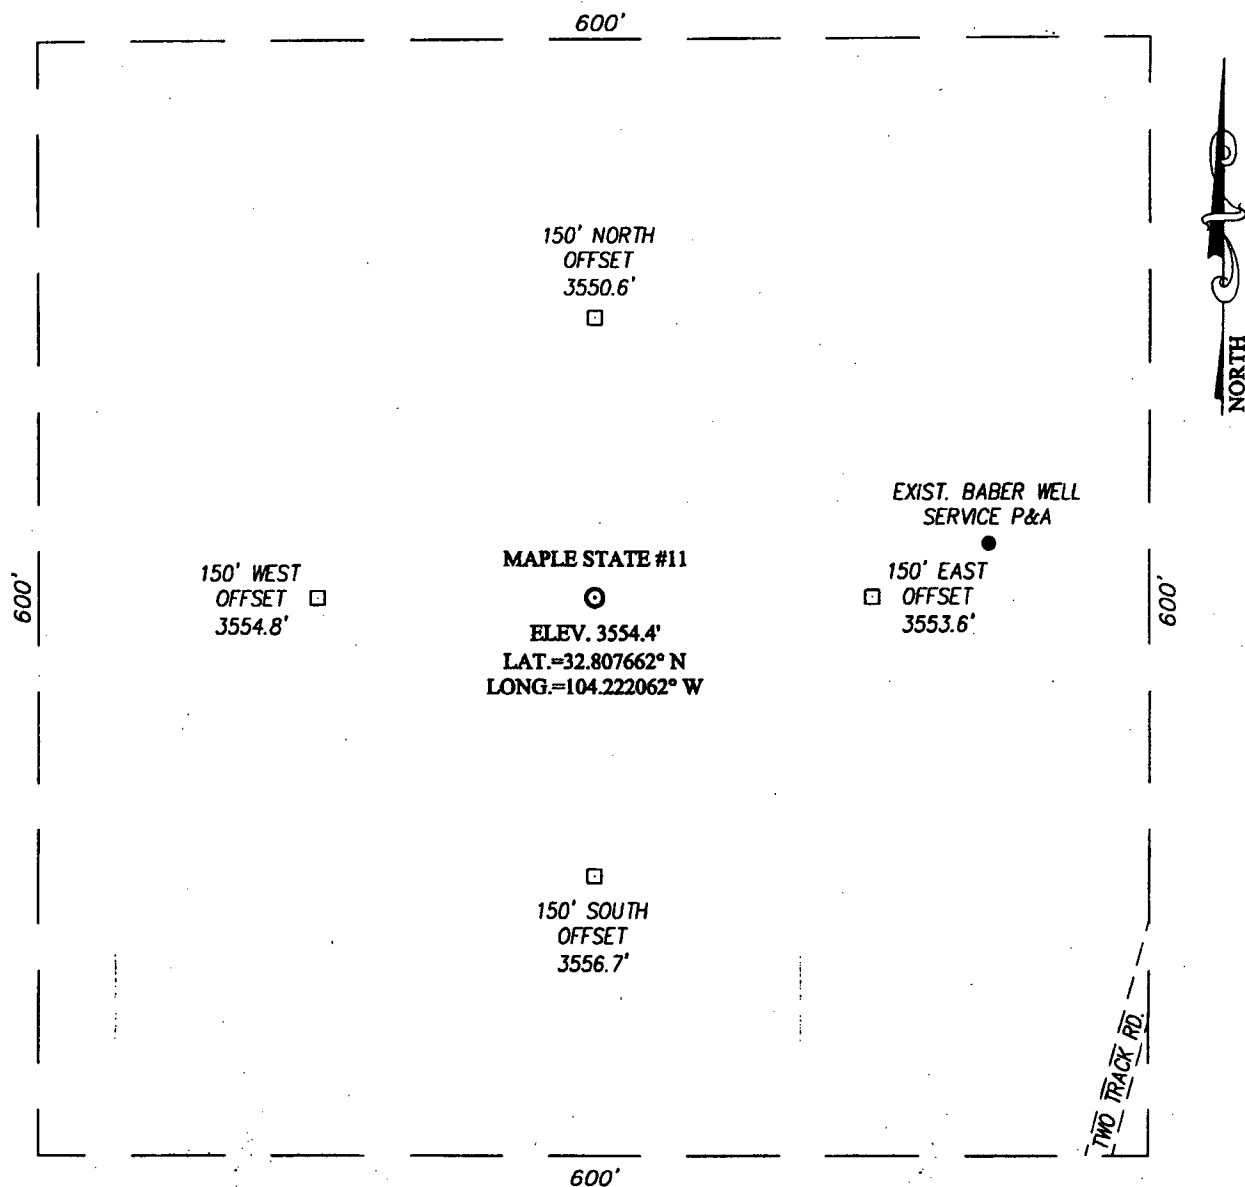 600'
150' NORTH
OFFSET
3550.6'
NORTH
EXIST. BABER WELL
SERVICE P&A
MAPLE STATE #11
150' WEST
OFFSET
3554.8'
150' EAST
OFFSET
3553.6'
600'
600'
ELEV. 3554.4'
LAT.=32.807662° N
LONG.=104.222062° W
150' SOUTH
OFFSET
3556.7'
TWO TRACK RD.
600'